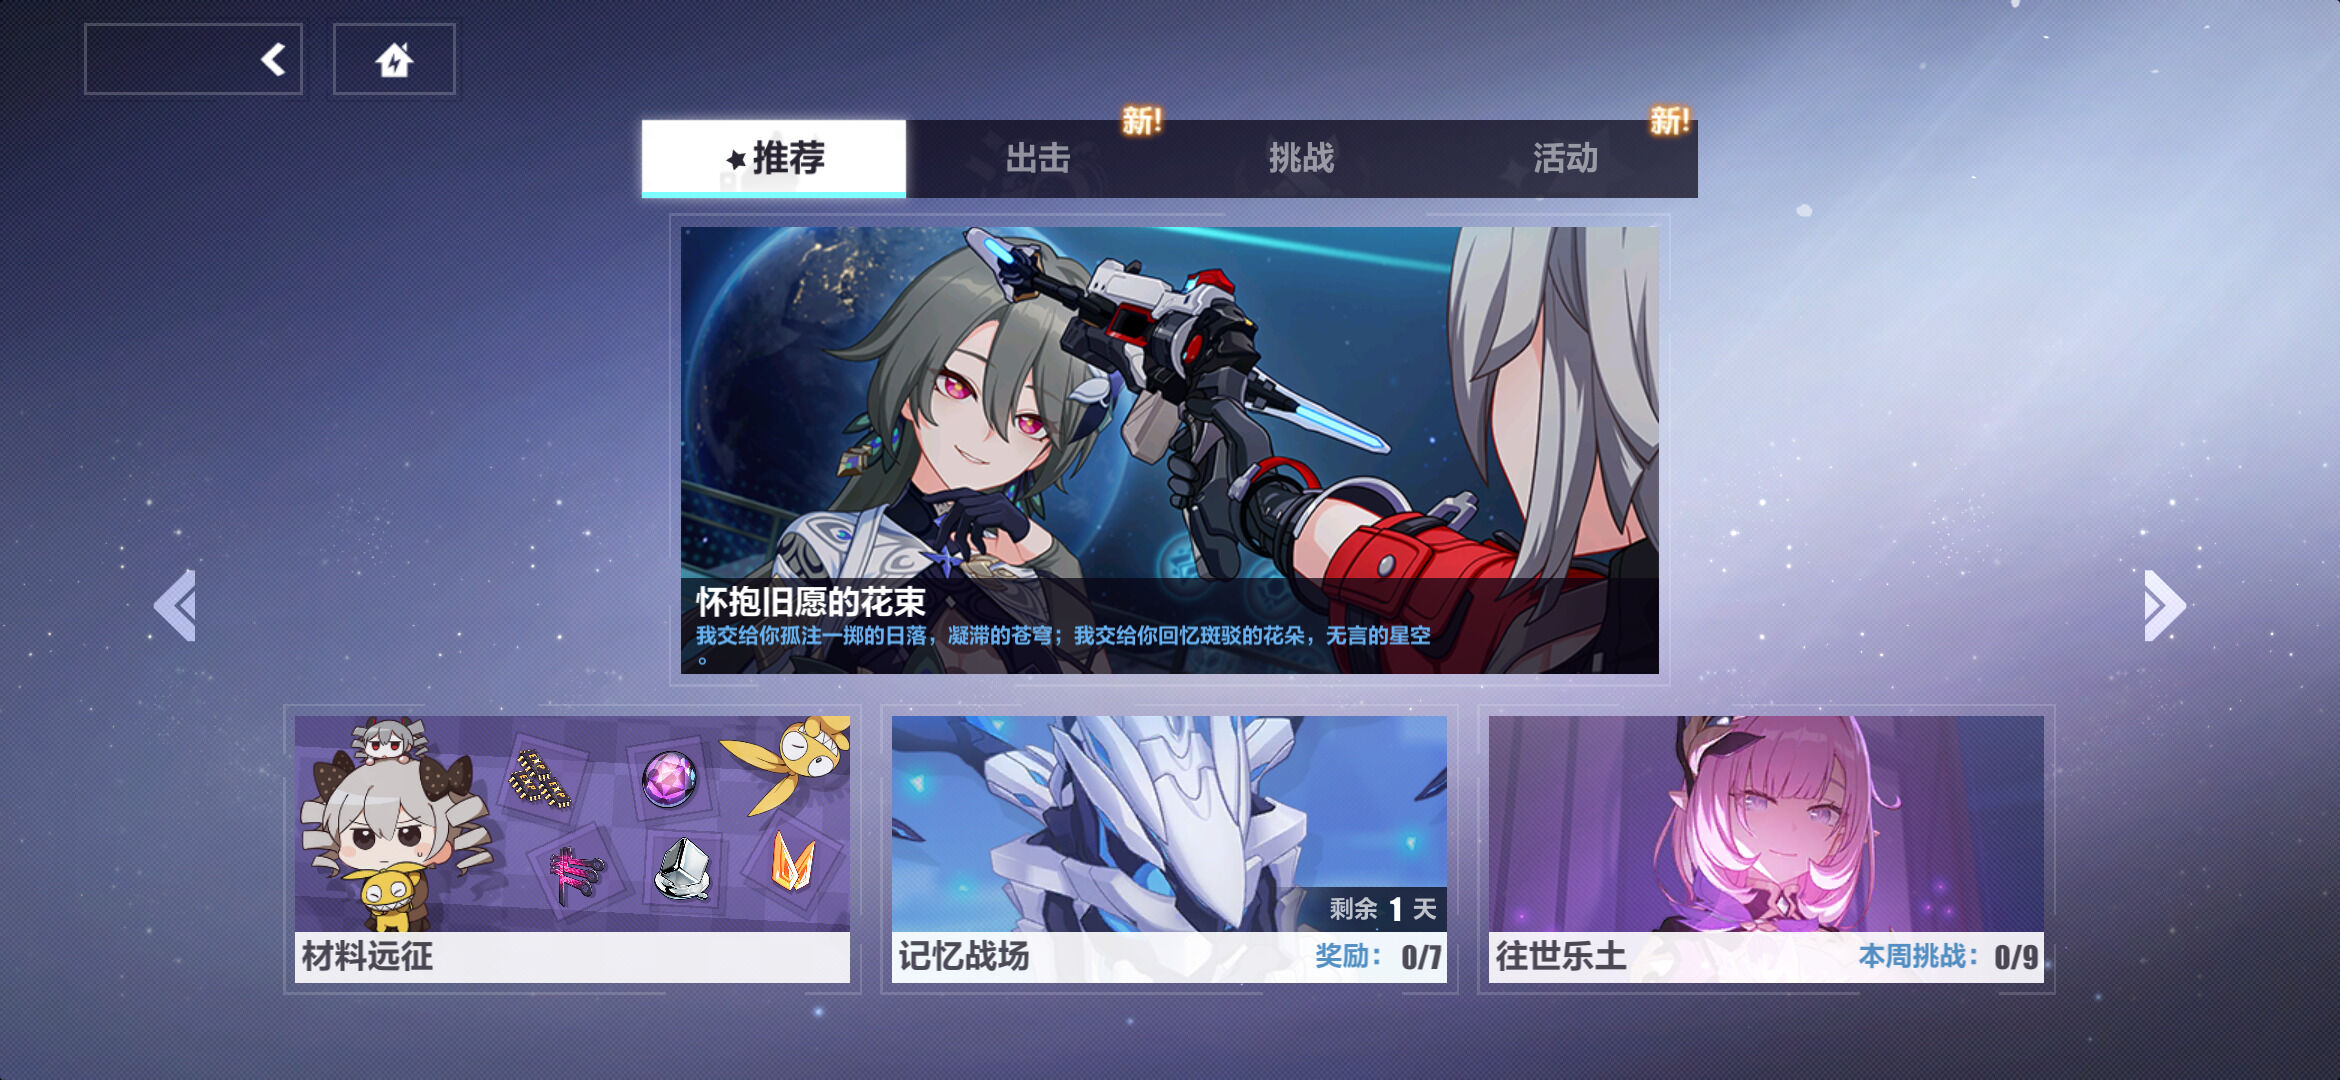 新!
新!
推荐
出击
挑战
活动
怀抱旧愿的花束
我交给你孤注一掷的日落，凝滞的苍穹；我交给你回忆斑驳的花朵，无言的星空
。
剩余 1 天
材料远征
记忆战场
奖励： 0/7
往世乐土
本周挑战： 0/9